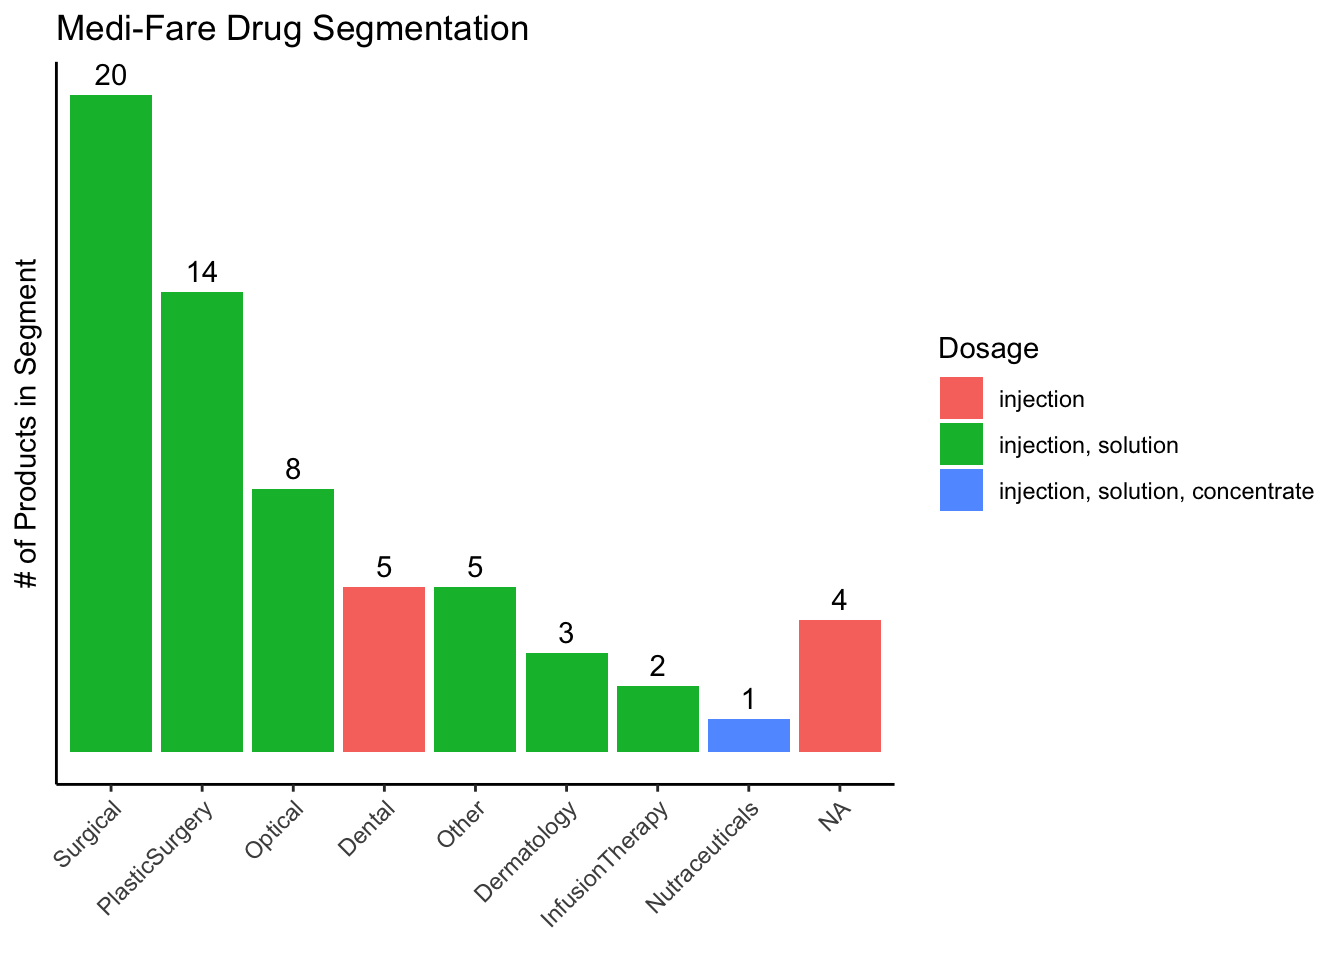 Medi-Fare Drug Segmentation
# of Products in Segment
20
14
8
5
5
3
2
1
4
Surgical
PlasticSurgery
Optical
Dental
Other
Dermatology
InfusionTherapy
Nutraceuticals
NA
Dosage
injection
injection, solution
injection, solution, concentrate